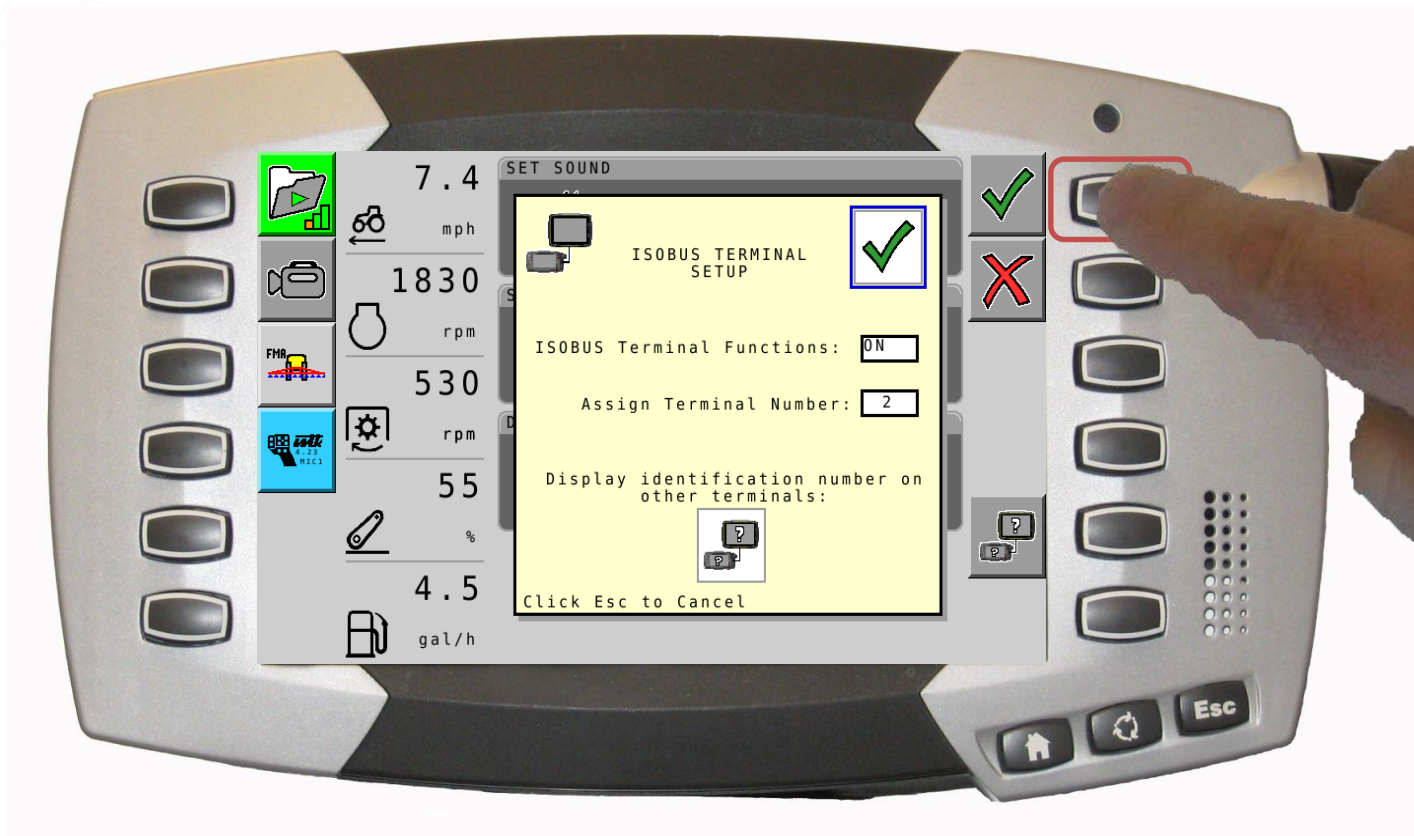 7.4
mph
1830
rpm
530
rpm
55
%
4.5
gal/h
FMA
wtk
4.23
MIC1
SET SOUND
S
D
ISOBUS TERMINAL
SETUP
ISOBUS Terminal Functions: ON
Assign Terminal Number: 2
Display identification number on
other terminals:
?
?
Click Esc to Cancel
?
?
Esc